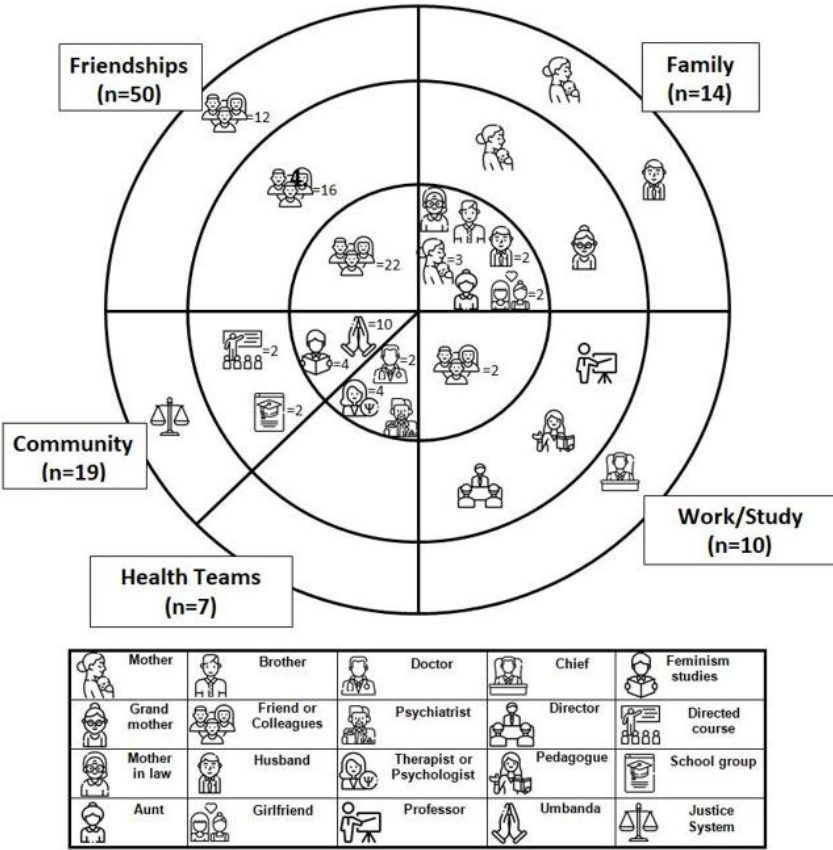 Friendships
(n=50)
Family
(n=14)
=12
4
=16
=22
=3
=2
=2
=10
=4
=2
=2
=2
=4
=2
Community
(n=19)
Work/Study
(n=10)
Health Teams
(n=7)
Mother
Brother
Doctor
Chief
Feminism
studies
Grand
mother
Friend or
Colleagues
Psychiatrist
Director
Directed
course
Mother
in law
Husband
Therapist or
Psychologist
Pedagogue
School group
Aunt
Girlfriend
Professor
Umbanda
Justice
System